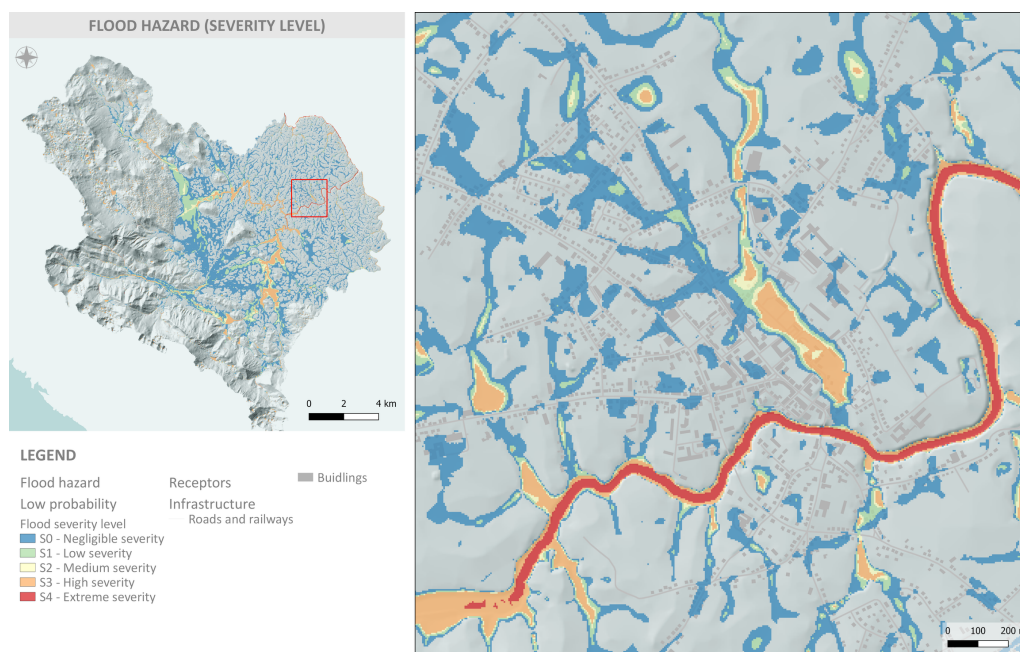 FLOOD HAZARD (SEVERITY LEVEL)
0 2 4 km
LEGEND
Flood hazard
Low probability
Flood severity level
S0 - Negligible severity
S1 - Low severity
S2 - Medium severity
S3 - High severity
S4 - Extreme severity
Receptors
Infrastructure
Roads and railways
Buidlings
0 100 200